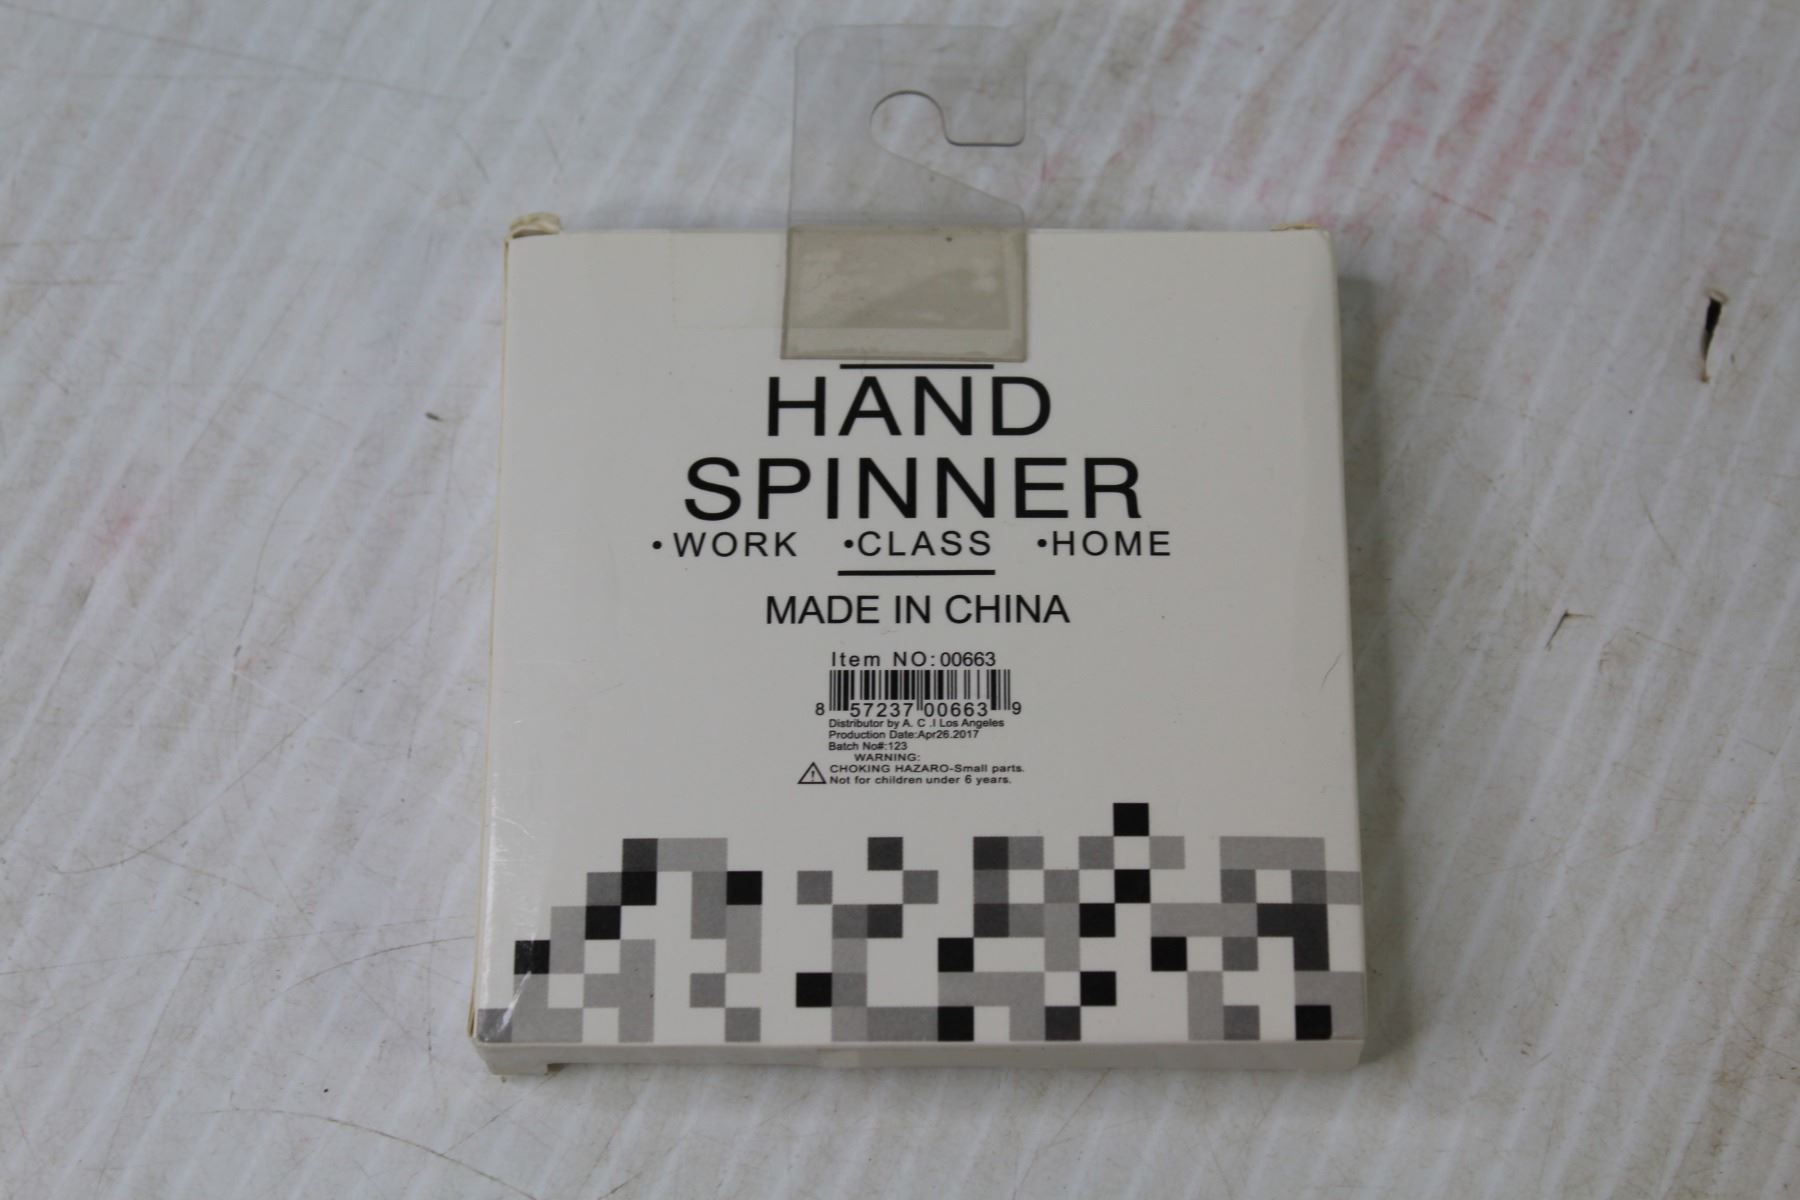 HAND
SPINNER
•WORK •CLASS •HOME
MADE IN CHINA
Item NO:00663
8 57237 00663 9
Distributor by A. C .I Los Angeles
Production Date:Apr26.2017
Batch No#:123
WARNING:
CHOKING HAZARO-Small parts.
Not for children under 6 years.